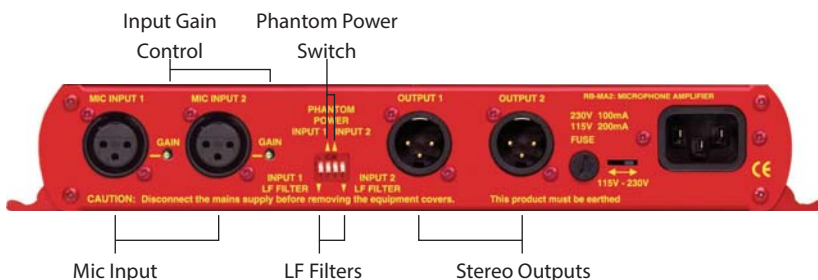 Input Gain
Control
Phantom Power
Switch
MIC INPUT 1
MIC INPUT 2
PHANTOM
POWER
INPUT 1 INPUT 2
OUTPUT 1
OUTPUT 2
RB-MA2: MICROPHONE AMPLIFIER
230V 100mA
115V 200mA
FUSE
GAIN
GAIN
INPUT 1
LF FILTER
INPUT 2
LF FILTER
115V - 230V
CE
CAUTION: Disconnect the mains supply before removing the equipment covers.
This product must be earthed
Mic Input
LF Filters
Stereo Outputs